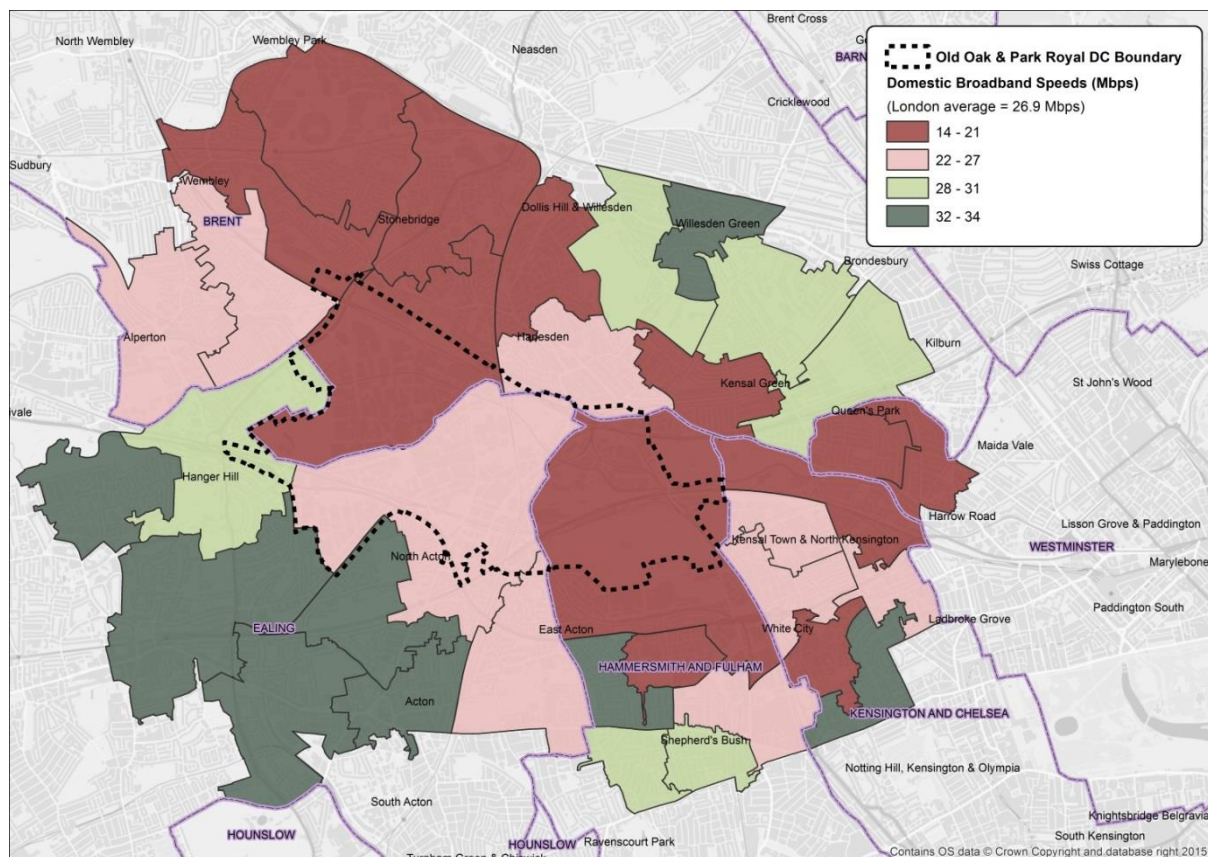 Brent Cross
North Wembley
Wembley Park
Neasden
BARN
Cricklewood
Old Oak & Park Royal DC Boundary
Domestic Broadband Speeds (Mbps)
(London average = 26.9 Mbps)
14 - 21
22 - 27
28 - 31
32 - 34
Sudbury
Wembley
BRENT
Stonebridge
Dollis Hill & Willesden
Willesden Green
Brondesbury
Swiss Cottage
Alperton
Harlesden
Kilburn
Kensal Green
St John's Wood
Queen's Park
Maida Vale
Hanger Hill
Harrow Road
Lisson Grove & Paddington
Kensal Town & North Kensington
WESTMINSTER
North Acton
Marylebone
Paddington South
EALING
East Acton
White City
Ladbroke Grove
HAMMERSMITH AND FULHAM
Acton
KENSINGTON AND CHELSEA
Shepherd's Bush
Notting Hill, Kensington & Olympia
South Acton
Knightsbridge Belgravia
HOUNSLOW
HOUNSLOW
Ravenscourt Park
South Kensington
Contains OS data © Crown Copyright and database right 2015